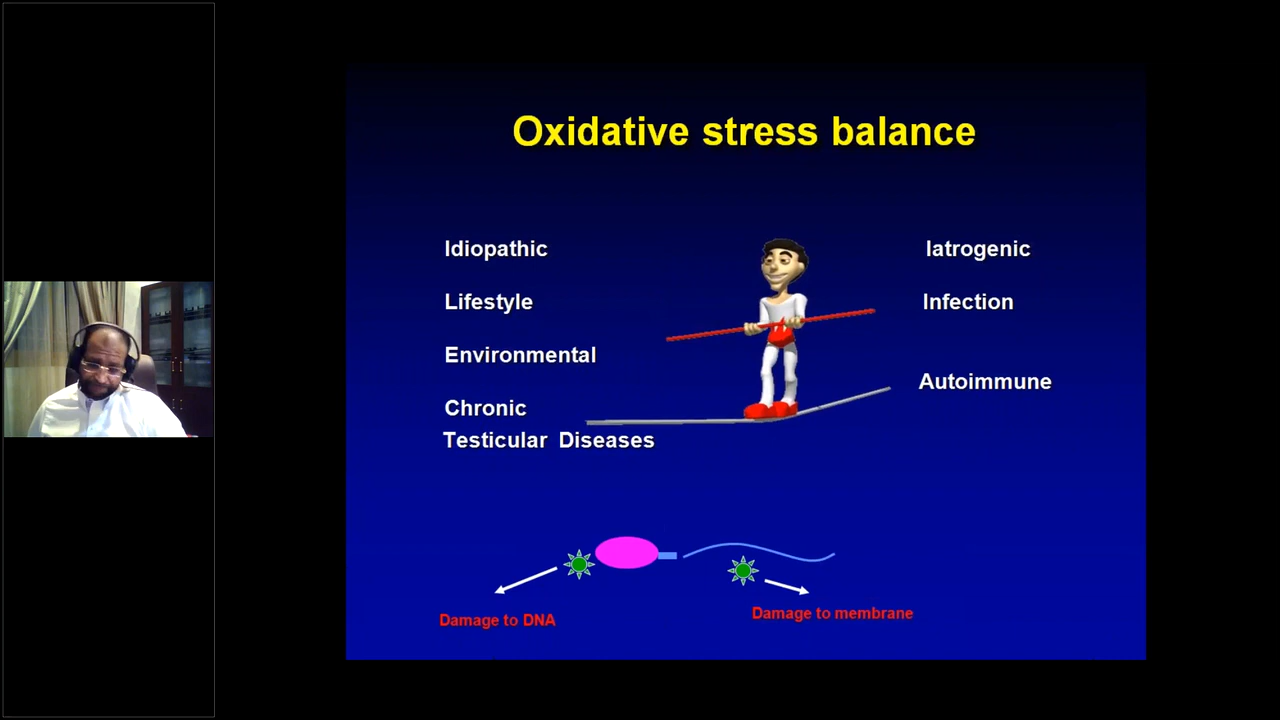 Oxidative stress balance
Idiopathic
Lifestyle
Environmental
Chronic
Testicular Diseases
Iatrogenic
Infection
Autoimmune
Damage to DNA
Damage to membrane